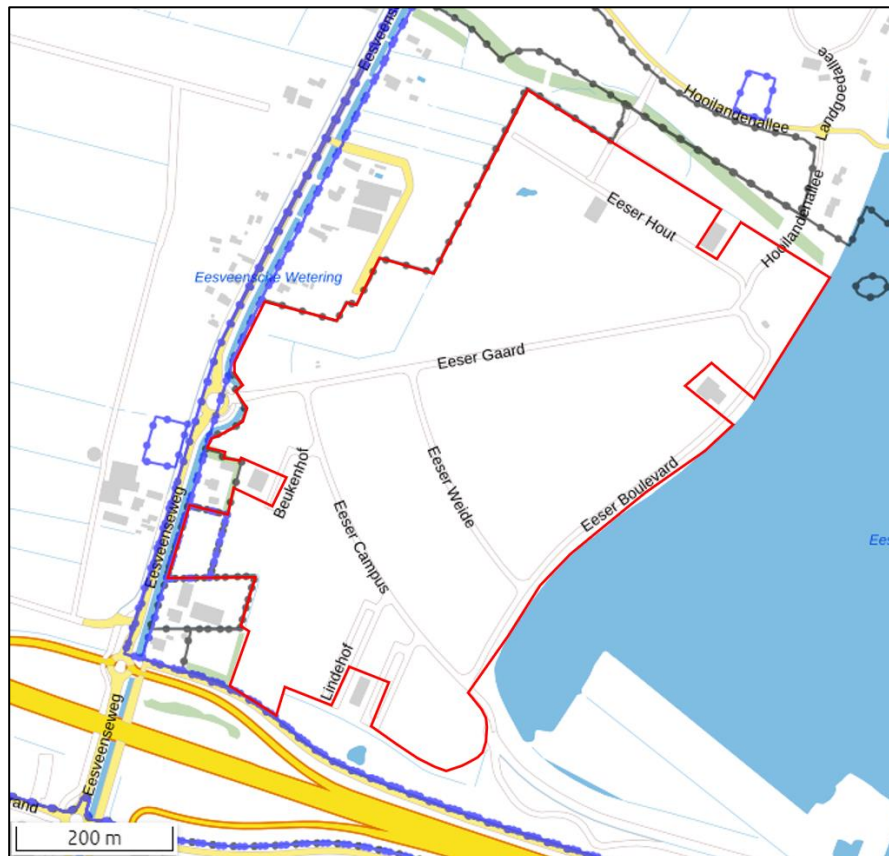 Eesveense
Hooilandenallee
Landgoedallee
Eeser Hout
Hooilandenallee
Eesveensche Wetering
Eeser Gaard
Beukenhof
Eeser Weide
Eeser Boulevard
Eeser Campus
Eesveenseweg
Ees
Lindehof
Eesveenseweg
and
200 m